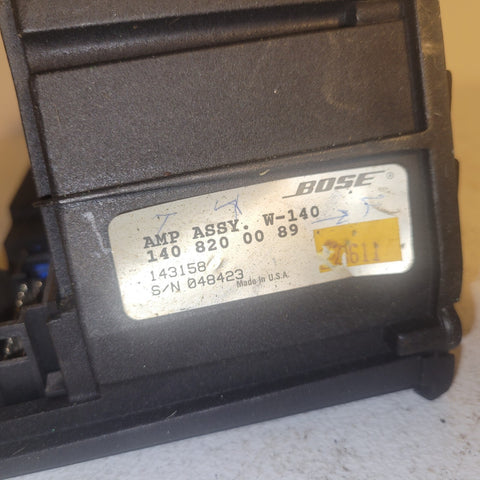 BOSE®
AMP ASSY. W-140
140 820 00 89
143158
S/N 048423
Made in U.S.A.